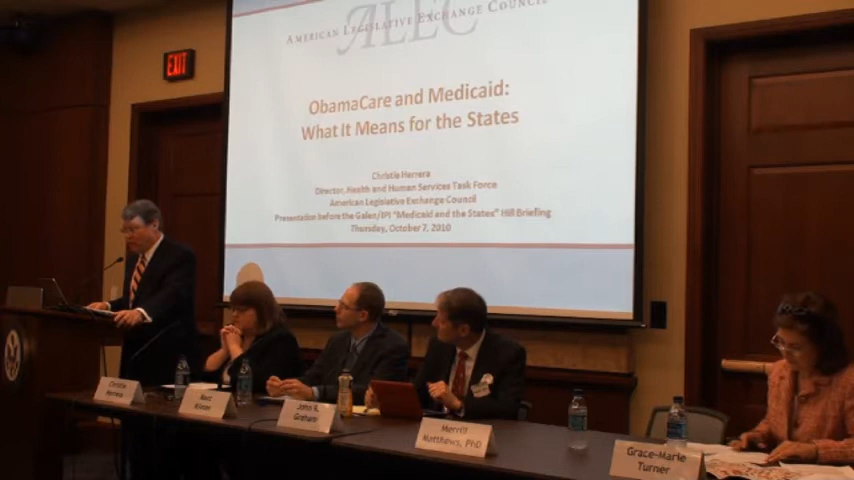 EXIT
AMERICAN LEGISLATIVE EXCHANGE COUNCIL
ALEC
ObamaCare and Medicaid:
What It Means for the States
Christie Herrera
Director, Health and Human Services Task Force
American Legislative Exchange Council
Presentation before the Galen/IPI "Medicaid and the States" Hill Briefing
Thursday, October 7, 2010
Christie
Herrera
John R.
Graham
Merrill
Matthews, PhD
Grace-Marie
Turner